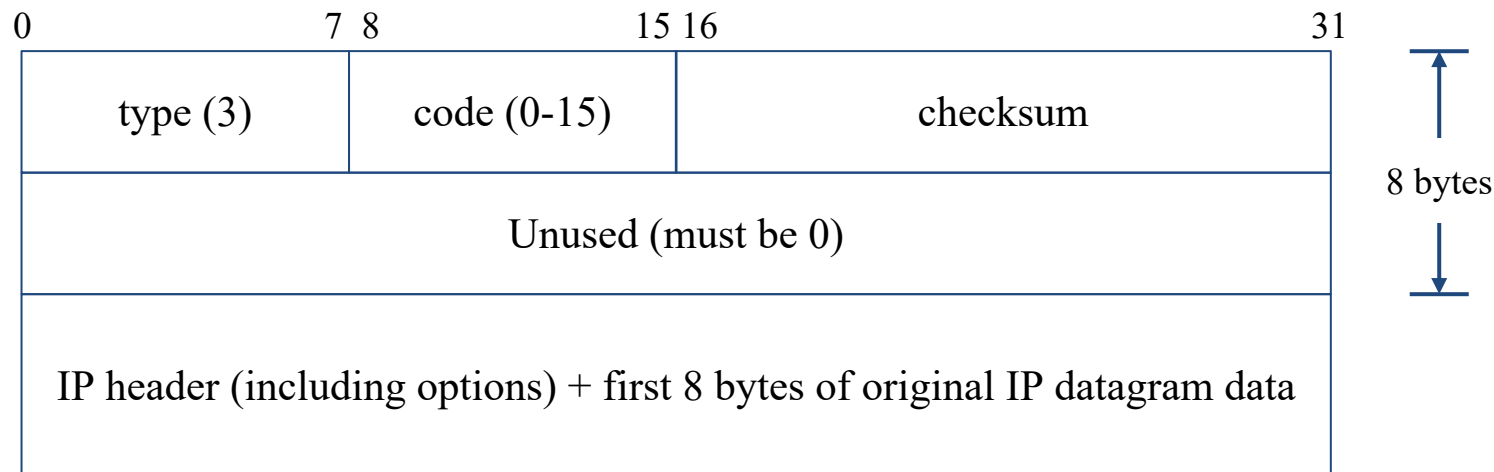 0 7 8 15 16 31
type (3) code (0-15) checksum
8 bytes
Unused (must be 0)
IP header (including options) + first 8 bytes of original IP datagram data